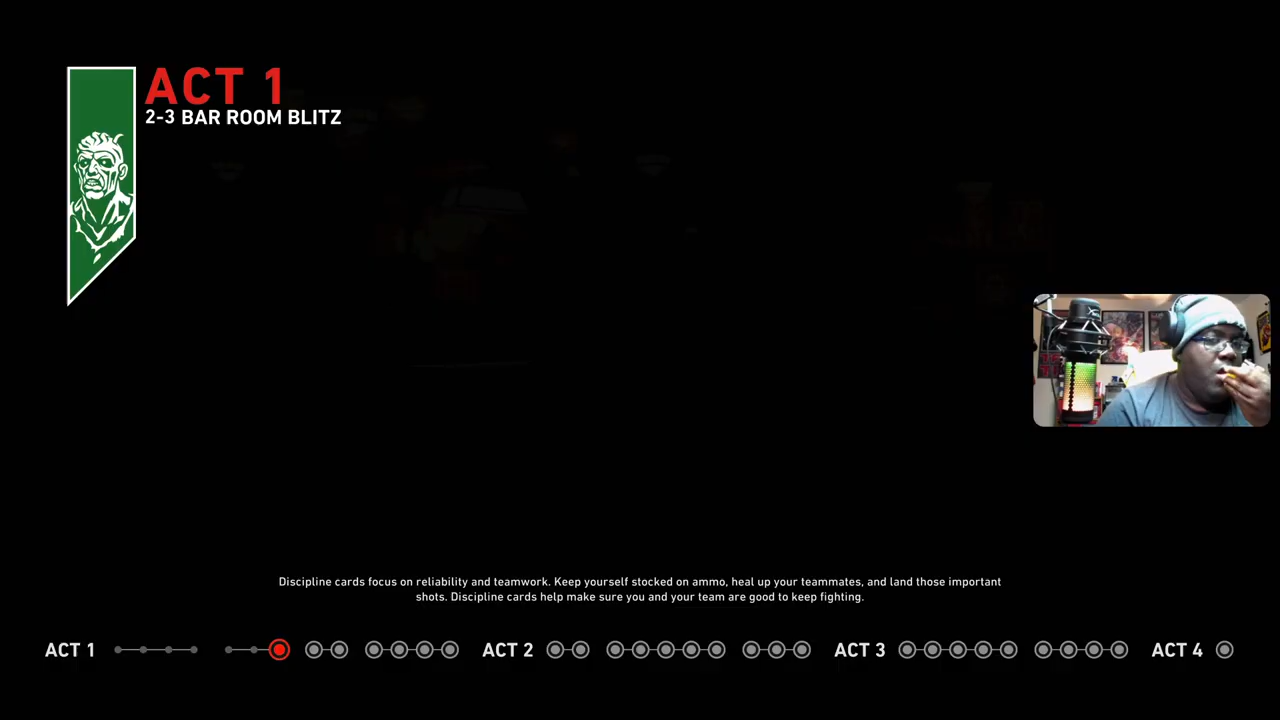 ACT 1
2-3 BAR ROOM BLITZ
Discipline cards focus on reliability and teamwork. Keep yourself stocked on ammo, heal up your teammates, and land those important
shots. Discipline cards help make sure you and your team are good to keep fighting.
ACT 1 ACT 2 ACT 3 ACT 4